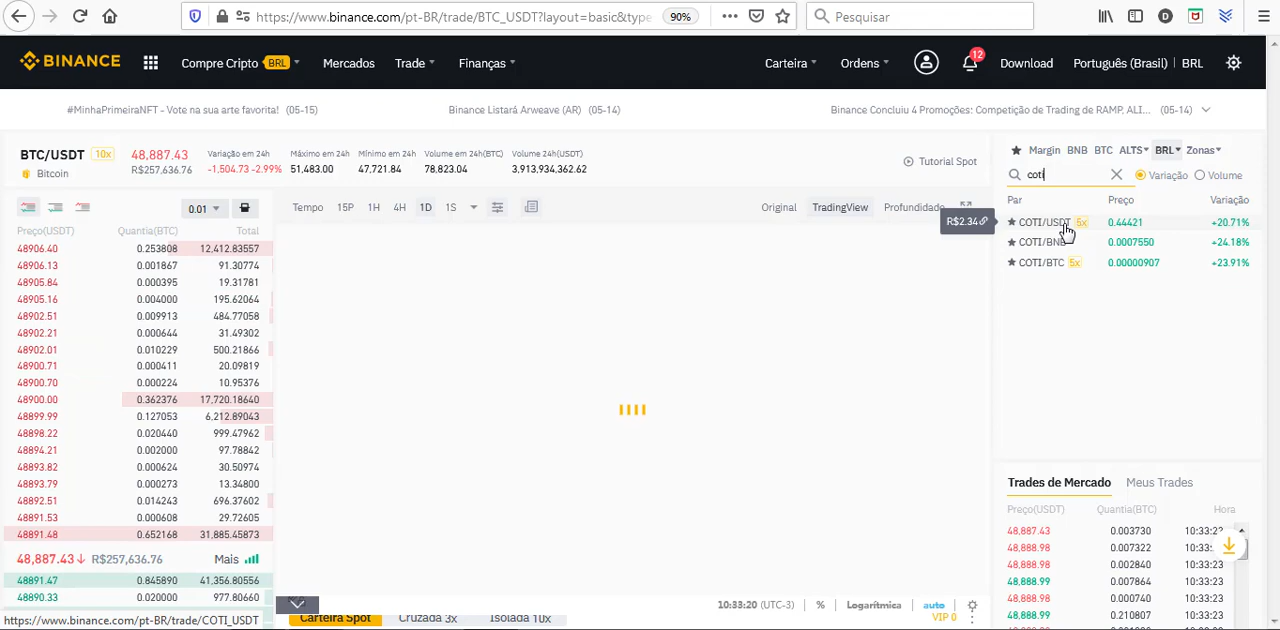 https://www.binance.com/pt-BR/trade/BTC_USDT?layout=basic&type
90%
Pesquisar
BINANCE
Compre Cripto BRL
Mercados
Trade
Finanças
Carteira
Ordens
12
Download
Português (Brasil)
BRL
#MinhaPrimeiraNFT - Vote na sua arte favorita! (05-15)
Binance Listará Arweave (AR) (05-14)
Binance Concluiu 4 Promoções: Competição de Trading de RAMP, ALI... (05-14)
BTC/USDT 10x
Bitcoin
48,887.43
R$257,636.76
Variação em 24h
-1,504.73 -2.99%
Máximo em 24h
51,483.00
Mínimo em 24h
47,721.84
Volume em 24h(BTC)
78,823.04
Volume 24h(USDT)
3,913,934,362.62
Tutorial Spot
Margin BNB BTC ALTS BRL Zonas
coti
Variação Volume
Par Preço Variação
COTI/USDT 5x 0.44421 +20.71%
COTI/BNB 0.0007550 +24.18%
COTI/BTC 5x 0.00000907 +23.91%
R$2.34
0.01
Tempo 15P 1H 4H 1D 1S
Original TradingView Profundidade
Preço(USDT) Quantia(BTC) Total
48906.40 0.253808 12,412.83557
48906.13 0.001867 91.30774
48905.84 0.000395 19.31781
48905.16 0.004000 195.62064
48902.51 0.009913 484.77058
48902.21 0.000644 31.49302
48902.01 0.010229 500.21866
48900.71 0.000411 20.09819
48900.70 0.000224 10.95376
48900.00 0.362376 17,720.18640
48899.99 0.127053 6,212.89043
48898.22 0.020440 999.47962
48894.21 0.002000 97.78842
48893.82 0.000624 30.50974
48893.79 0.000273 13.34800
48892.51 0.014243 696.37602
48891.53 0.000608 29.72605
48891.48 0.652168 31,885.45873
48,887.43 R$257,636.76 Mais
48891.47 0.845890 41,356.80556
48890.33 0.020000 977.80660
10:33:20 (UTC-3) % Logarítmica auto
Carteira Spot Cruzada 3x Isolada 10x VIP 0
Trades de Mercado Meus Trades
Preço(USDT) Quantia(BTC) Hora
48,887.43 0.003730 10:33:23
48,888.98 0.007322 10:33:23
48,888.98 0.002840 10:33:23
48,888.99 0.007864 10:33:23
48,888.98 0.000740 10:33:23
48,888.99 0.210807 10:33:23
https://www.binance.com/pt-BR/trade/COTI_USDT